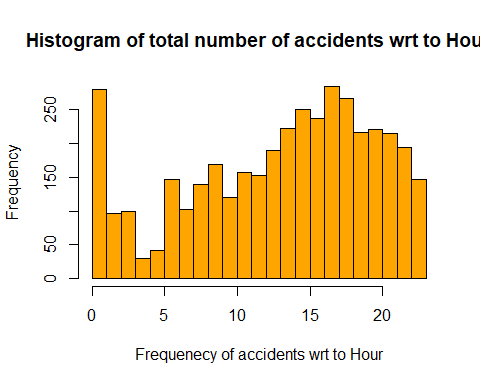 Histogram of total number of accidents wrt to Hou
Frequency
250
150
50
0
0 5 10 15 20
Frequenecy of accidents wrt to Hour